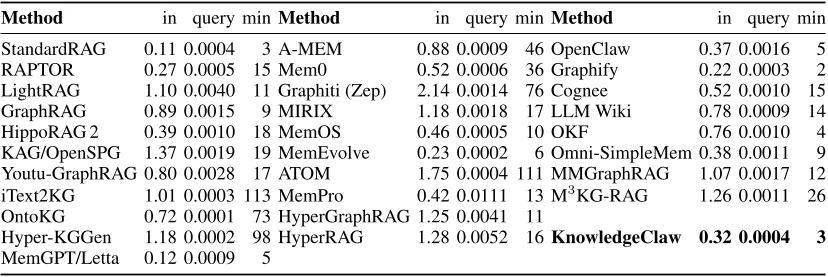 Method in query min Method in query min Method in query min
StandardRAG 0.11 0.0004 3 A-MEM 0.88 0.0009 46 OpenClaw 0.37 0.0016 5
RAPTOR 0.27 0.0005 15 Mem0 0.52 0.0006 36 Graphify 0.22 0.0003 2
LightRAG 1.10 0.0040 11 Graphiti (Zep) 2.14 0.0014 76 Cognee 0.52 0.0010 15
GraphRAG 0.89 0.0015 9 MIRIX 1.18 0.0018 17 LLM Wiki 0.78 0.0009 14
HippoRAG 2 0.39 0.0010 18 MemOS 0.46 0.0005 10 OKF 0.76 0.0010 4
KAG/OpenSPG 1.37 0.0019 19 MemEvolve 0.23 0.0002 6 Omni-SimpleMem 0.38 0.0011 9
Youtu-GraphRAG 0.80 0.0028 17 ATOM 1.75 0.0004 111 MMGraphRAG 1.07 0.0017 12
iText2KG 1.01 0.0003 113 MemPro 0.42 0.0111 13 M³KG-RAG 1.26 0.0011 26
OntoKG 0.72 0.0001 73 HyperGraphRAG 1.25 0.0041 11
Hyper-KGGen 1.18 0.0002 98 HyperRAG 1.28 0.0052 16 KnowledgeClaw 0.32 0.0004 3
MemGPT/Letta 0.12 0.0009 5